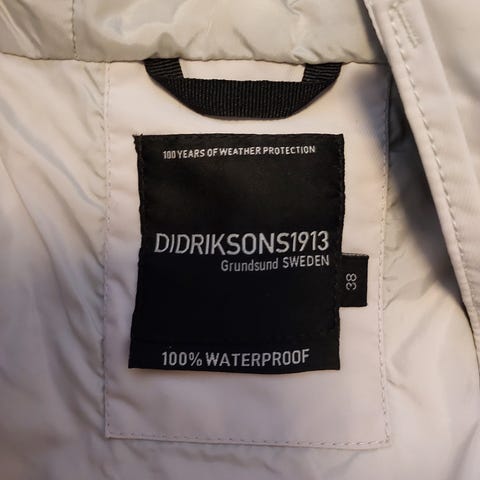 100 YEARS OF WEATHER PROTECTION
DIDRIKSONS1913
Grundsund SWEDEN
38
100% WATERPROOF